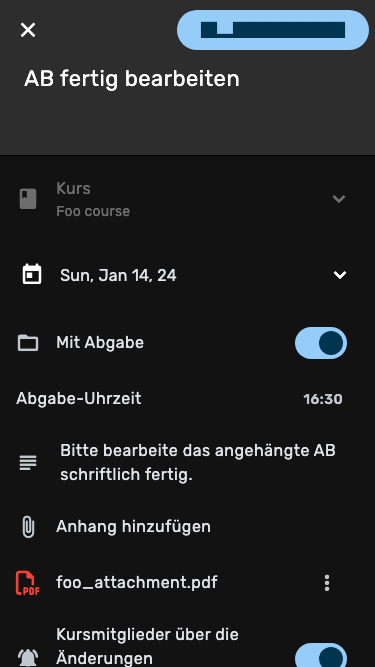 AB fertig bearbeiten
Kurs
Foo course
Sun, Jan 14, 24
Mit Abgabe
Abgabe-Uhrzeit
16:30
Bitte bearbeite das angehängte AB
schriftlich fertig.
Anhang hinzufügen
PDF
foo_attachment.pdf
Kursmitglieder über die
Änderungen